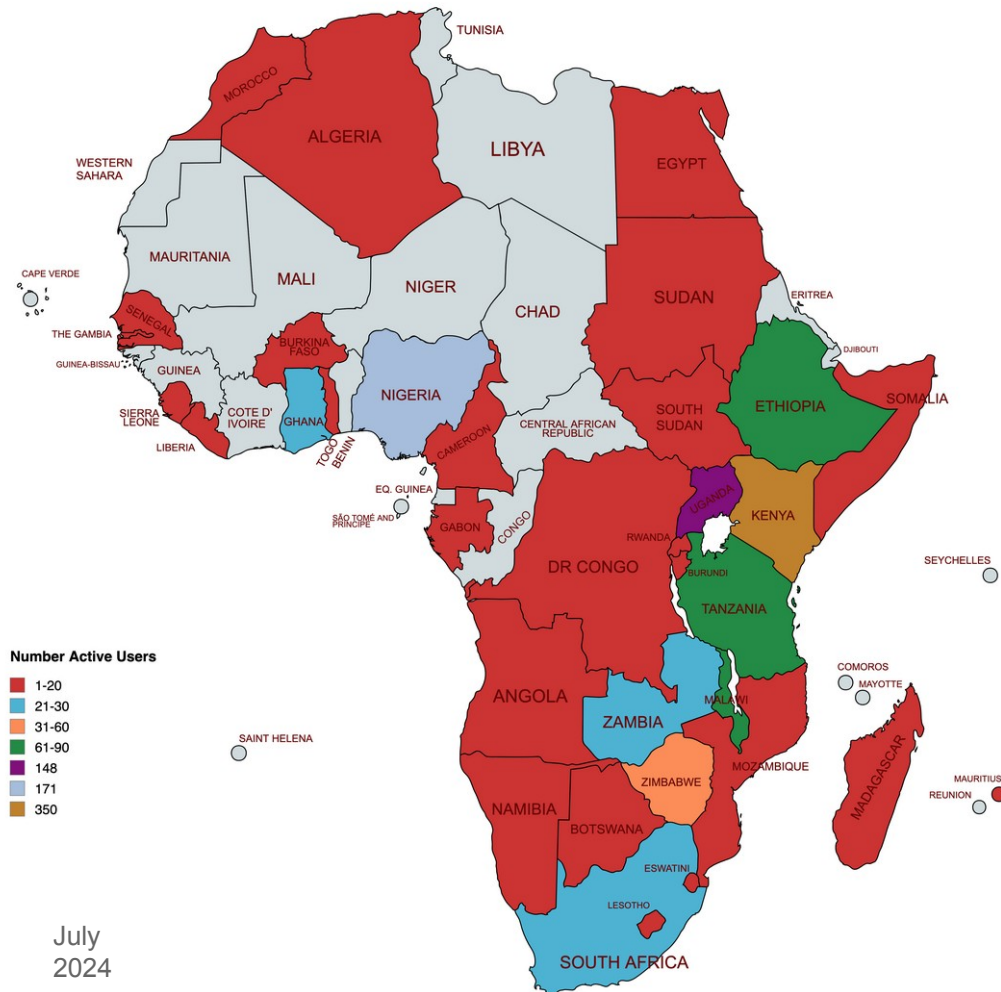 TUNISIA
MOROCCO
ALGERIA
LIBYA
EGYPT
WESTERN
SAHARA
MAURITANIA
MALI
NIGER
CHAD
SUDAN
ERITREA
CAPE VERDE
SENEGAL
THE GAMBIA
BURKINA
FASO
DJIBOUTI
GUINEA-BISSAU
GUINEA
NIGERIA
ETHIOPIA
SOMALIA
SIERRA
LEONE
COTE D'
IVOIRE
GHANA
SOUTH
SUDAN
CENTRAL AFRICAN
REPUBLIC
LIBERIA
TOGO
BENIN
CAMEROON
EQ. GUINEA
SÃO TOMÉ AND
PRINCIPE
GABON
CONGO
UGANDA
KENYA
RWANDA
DR CONGO
BURUNDI
SEYCHELLES
TANZANIA
Number Active Users
1-20
21-30
31-60
61-90
148
171
350
COMOROS
MAYOTTE
ANGOLA
MALAWI
ZAMBIA
SAINT HELENA
MOZAMBIQUE
MADAGASCAR
ZIMBABWE
MAURITIUS
REUNION
NAMIBIA
BOTSWANA
ESWATINI
LESOTHO
SOUTH AFRICA
July
2024